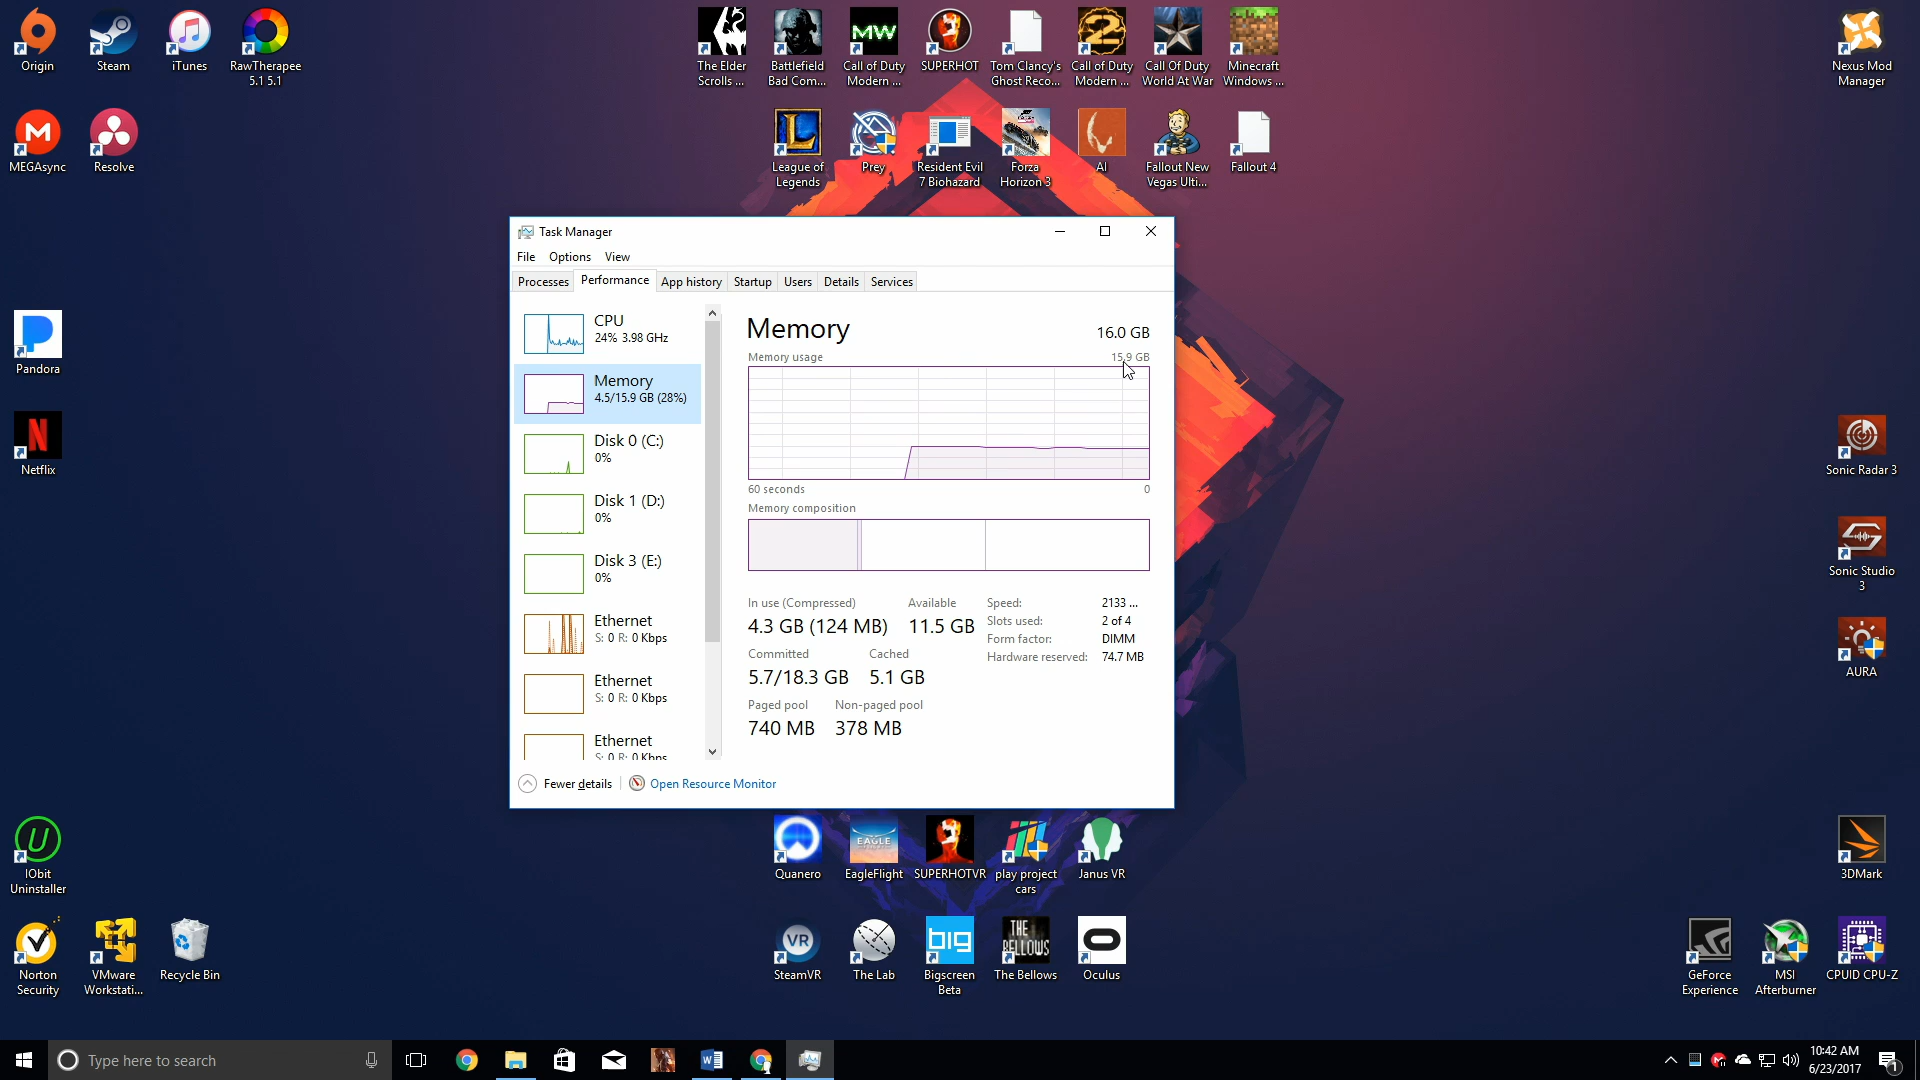 Origin
Steam
iTunes
RawTherapee
5.1 5.1
The Elder
Scrolls ...
Battlefield
Bad Com...
MW
Call of Duty
Modern ...
SUPERHOT
Tom Clancy's
Ghost Reco...
2
Call of Duty
Modern ...
Call Of Duty
World At War
Minecraft
Windows ...
Nexus Mod
Manager
M
MEGAsync
Resolve
L
League of
Legends
Prey
Resident Evil
7 Biohazard
Forza
Horizon 3
AI
Fallout New
Vegas Ulti...
Fallout 4
Pandora
N
Netflix
Sonic Radar 3
Sonic Studio
3
AURA
Task Manager
File Options View
Processes Performance App history Startup Users Details Services
CPU
24% 3.98 GHz
Memory
4.5/15.9 GB (28%)
Disk 0 (C:)
0%
Disk 1 (D:)
0%
Disk 3 (E:)
0%
Ethernet
S: 0 R: 0 Kbps
Ethernet
S: 0 R: 0 Kbps
Ethernet
S: 0 R: 0 Kbps
Memory 16.0 GB
Memory usage 15.9 GB
60 seconds 0
Memory composition
In use (Compressed) Available
4.3 GB (124 MB) 11.5 GB
Committed Cached
5.7/18.3 GB 5.1 GB
Paged pool Non-paged pool
740 MB 378 MB
Speed: 2133 ...
Slots used: 2 of 4
Form factor: DIMM
Hardware reserved: 74.7 MB
Fewer details Open Resource Monitor
U
IObit
Uninstaller
Quanero
EAGLE
EagleFlight
SUPERHOTVR
play project
cars
Janus VR
3DMark
Norton
Security
VMware
Workstati...
Recycle Bin
VR
SteamVR
The Lab
big
Bigscreen
Beta
THE
BELLOWS
The Bellows
Oculus
GeForce
Experience
MSI
Afterburner
CPUID CPU-Z
Type here to search
10:42 AM
6/23/2017
1